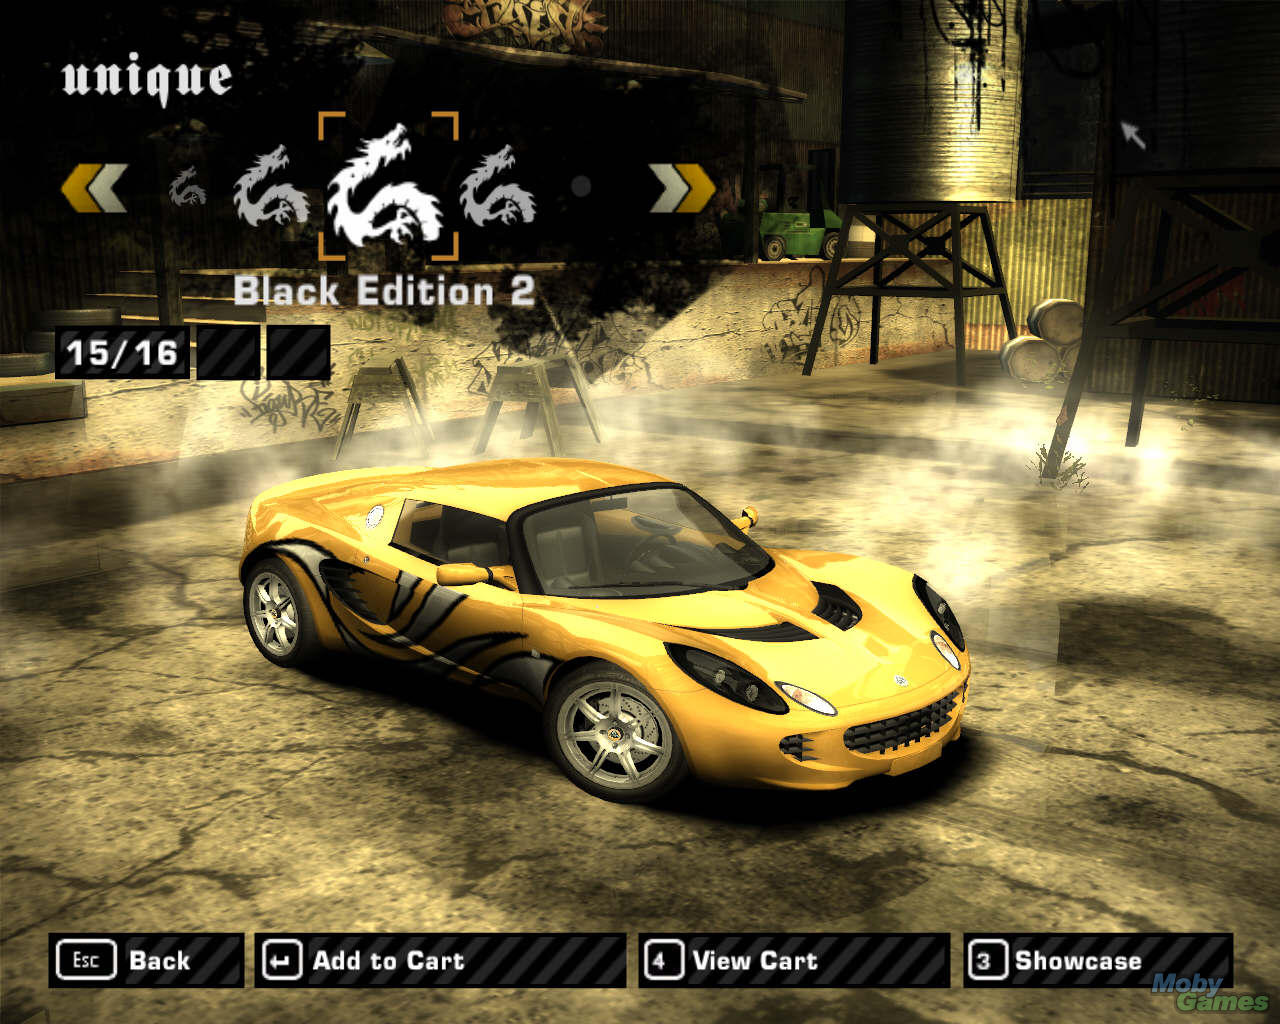 unique
Black Edition 2
15/16
Esc Back
Add to Cart
4 View Cart
3 Showcase
Moby
Games